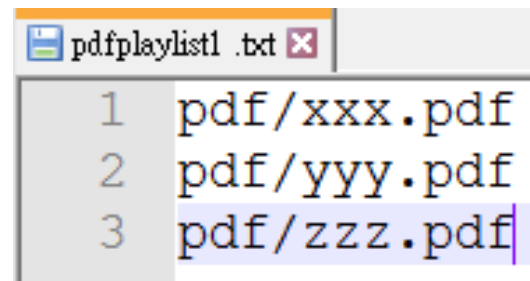 pdfplaylist1 .txt
1 pdf/xxx.pdf
2 pdf/yyy.pdf
3 pdf/zzz.pdf